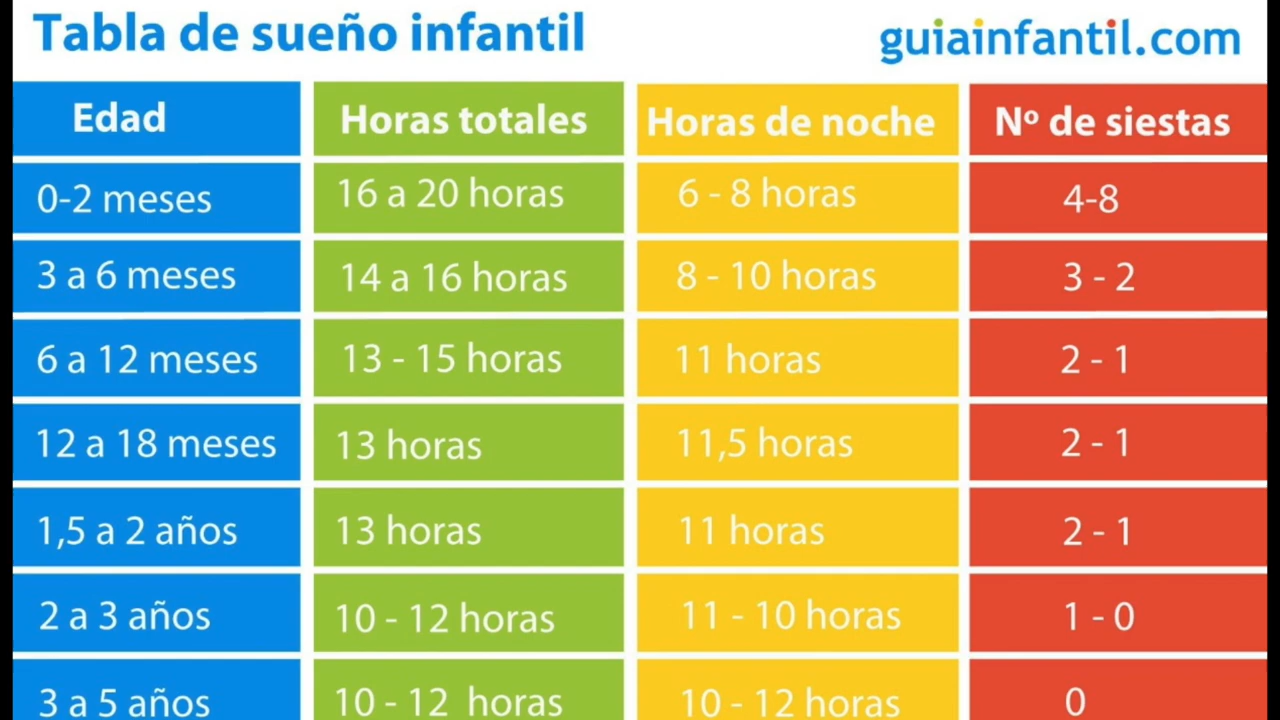 Tabla de sueño infantil guiainfantil.com
Edad Horas totales Horas de noche Nº de siestas
0-2 meses 16 a 20 horas 6 - 8 horas 4-8
3 a 6 meses 14 a 16 horas 8 - 10 horas 3 - 2
6 a 12 meses 13 - 15 horas 11 horas 2 - 1
12 a 18 meses 13 horas 11,5 horas 2 - 1
1,5 a 2 años 13 horas 11 horas 2 - 1
2 a 3 años 10 - 12 horas 11 - 10 horas 1 - 0
3 a 5 años 10 - 12 horas 10 - 12 horas 0